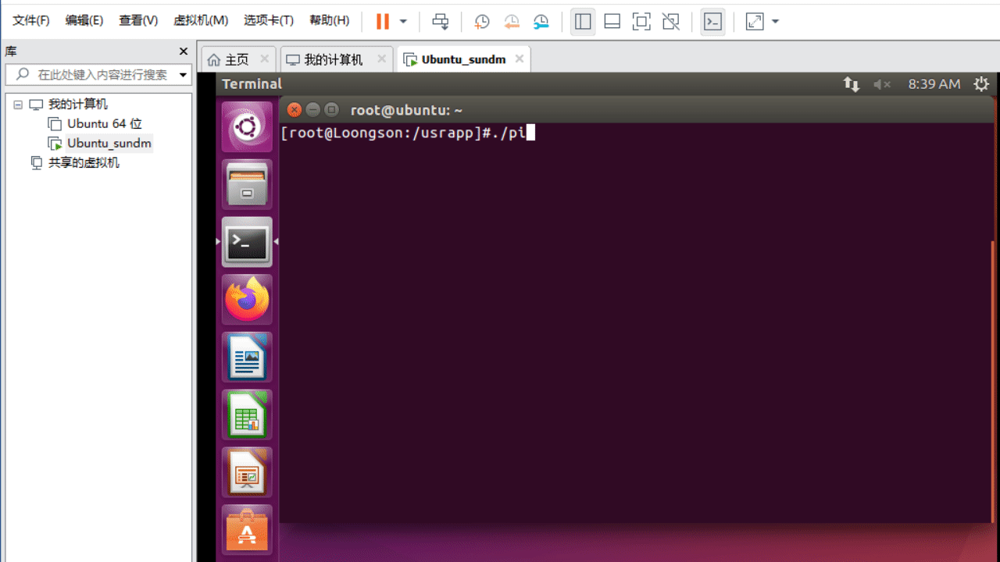 文件(F) 编辑(E) 查看(V) 虚拟机(M) 选项卡(T) 帮助(H)
库
在此处键入内容进行搜索
我的计算机
Ubuntu 64 位
Ubuntu_sundm
共享的虚拟机
主页 我的计算机 Ubuntu_sundm
Terminal 8:39 AM
root@ubuntu: ~
[root@Loongson:/usrapp]#./pi